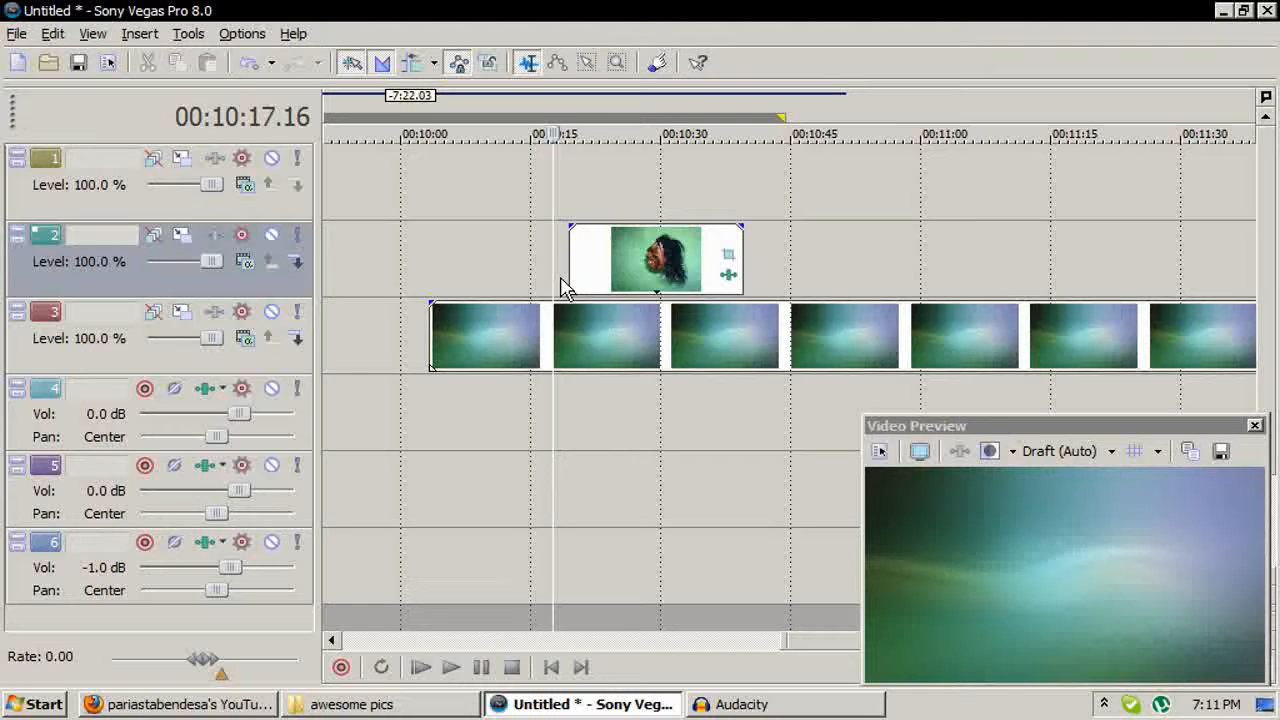 Untitled * - Sony Vegas Pro 8.0
File Edit View Insert Tools Options Help
-7:22.03
00:10:17.16
00:10:00 00:10:30 00:10:45 00:11:00 00:11:15 00:11:30
1
Level: 100.0 %
2
Level: 100.0 %
3
Level: 100.0 %
4
Vol: 0.0 dB
Pan: Center
5
Vol: 0.0 dB
Pan: Center
6
Vol: -1.0 dB
Pan: Center
Rate: 0.00
Video Preview
Draft (Auto)
Start pariastabendesa's YouTu... awesome pics Untitled * - Sony Vega... Audacity 7:11 PM